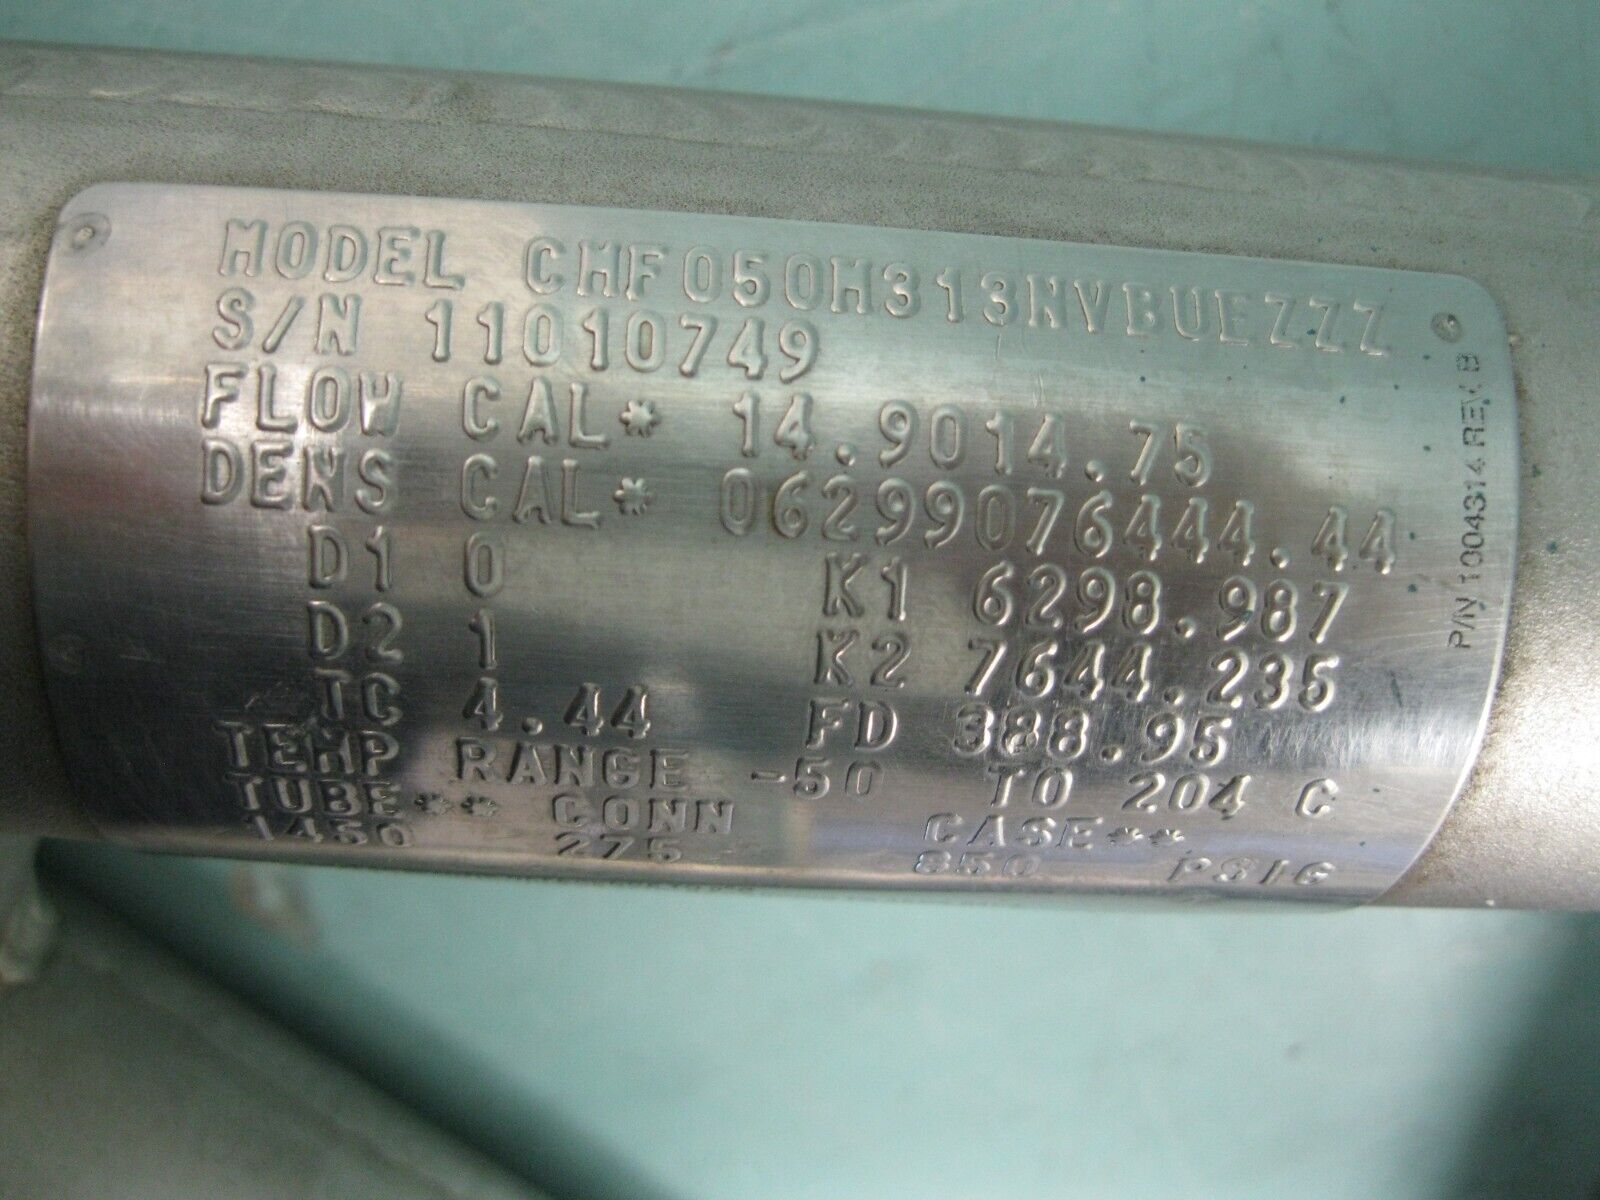 MODEL CMF050M313NVBUEZZZ
S/N 11010749
FLOW CAL* 14.9014.75
DENS CAL* 06299076444.44
D1 0 K1 6298.987
D2 1 K2 7644.235
TC 4.44 FD 388.95
TEMP RANGE -50 TO 204 C
TUBE** CONN CASE**
1450 275 850 PSIG
P/N 1004314 REV. B